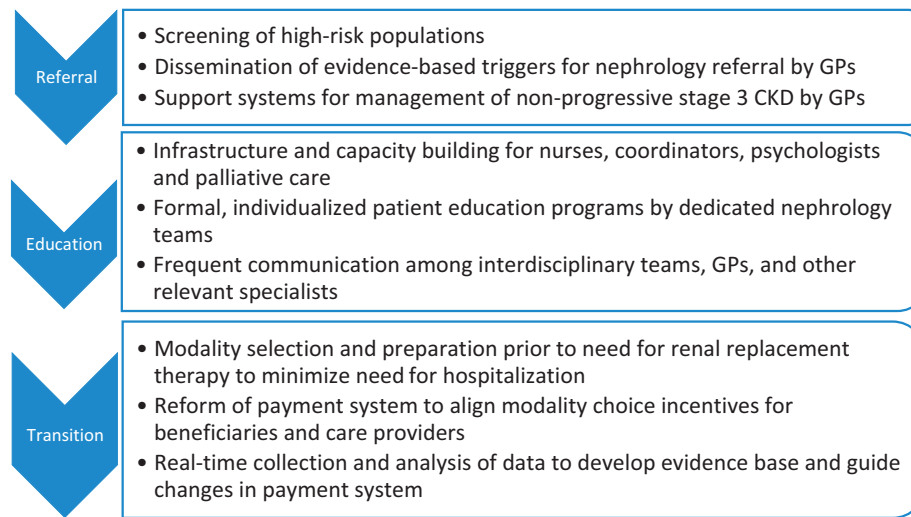 Referral
• Screening of high-risk populations
• Dissemination of evidence-based triggers for nephrology referral by GPs
• Support systems for management of non-progressive stage 3 CKD by GPs
Education
• Infrastructure and capacity building for nurses, coordinators, psychologists
and palliative care
• Formal, individualized patient education programs by dedicated nephrology
teams
• Frequent communication among interdisciplinary teams, GPs, and other
relevant specialists
Transition
• Modality selection and preparation prior to need for renal replacement
therapy to minimize need for hospitalization
• Reform of payment system to align modality choice incentives for
beneficiaries and care providers
• Real-time collection and analysis of data to develop evidence base and guide
changes in payment system